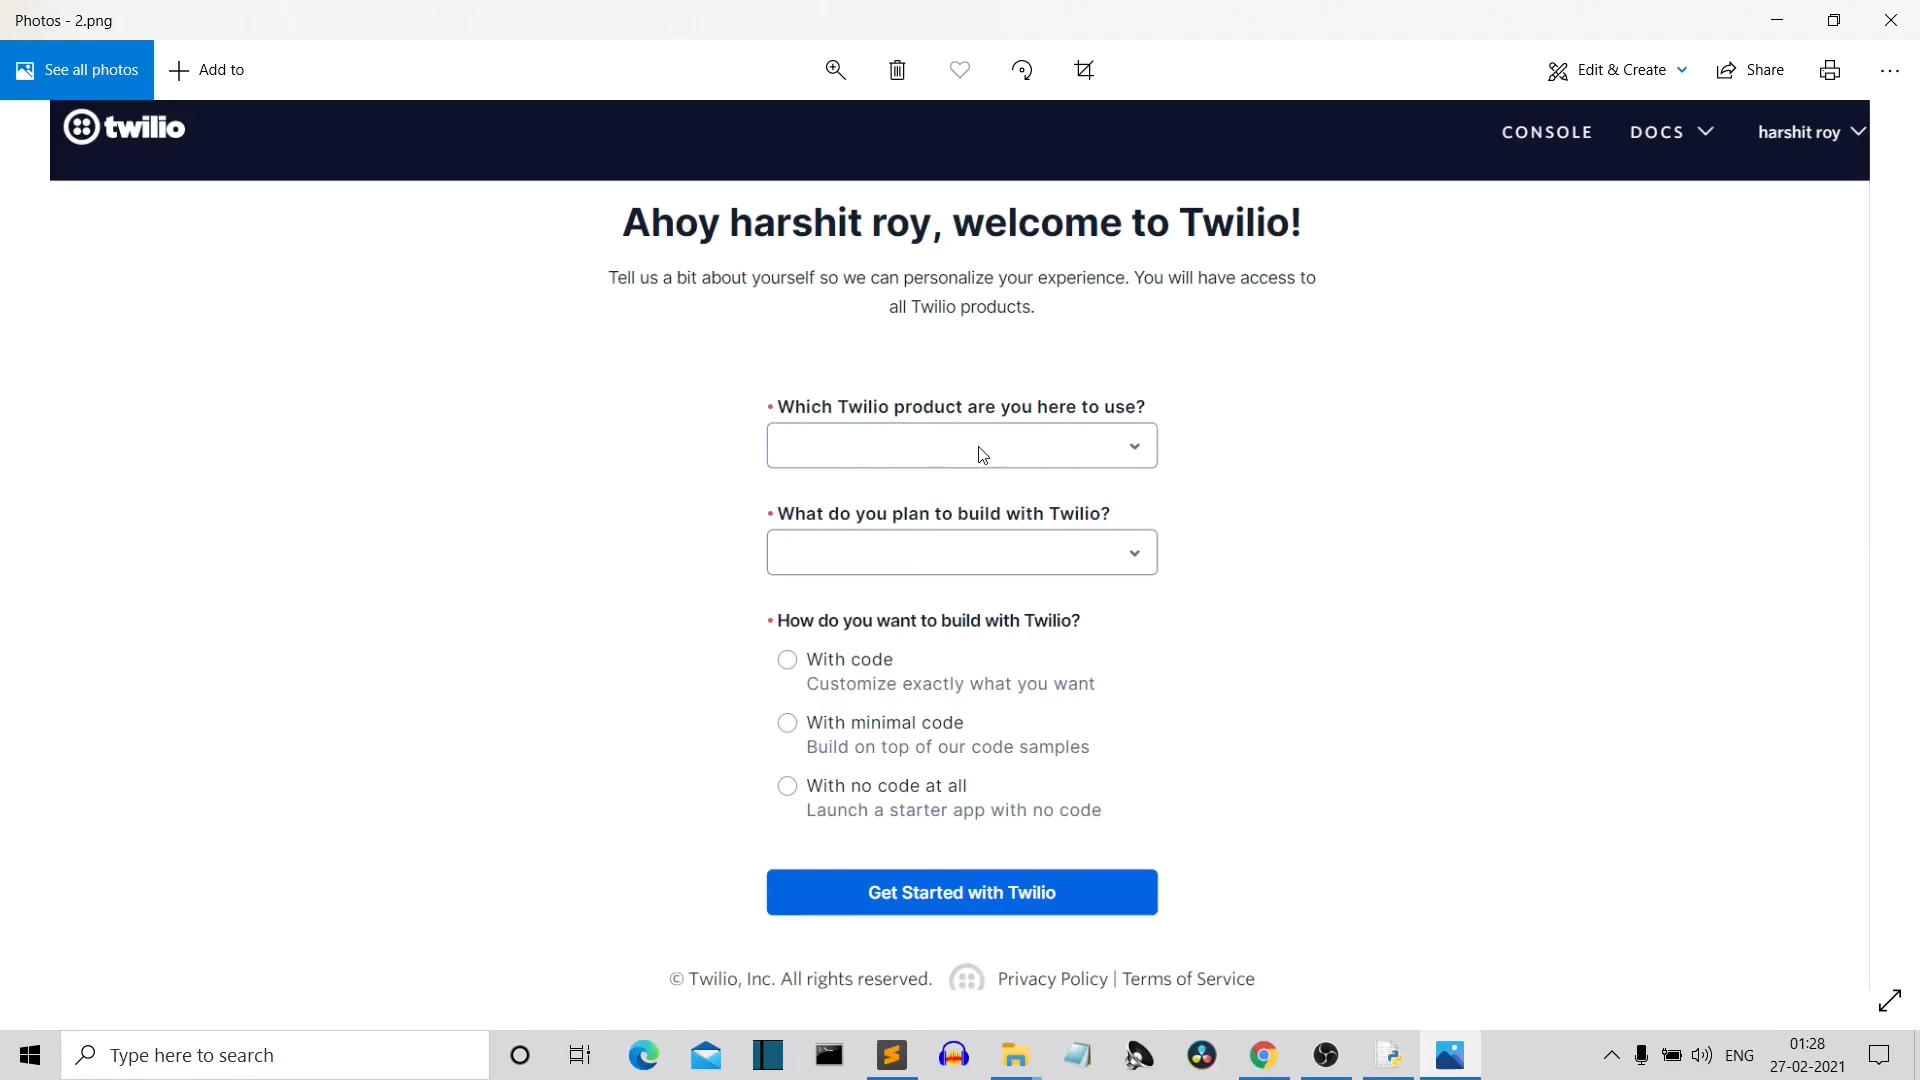 Photos - 2.png
See all photos
Add to
Edit & Create
Share
twilio
CONSOLE
DOCS
harshit roy
Ahoy harshit roy, welcome to Twilio!
Tell us a bit about yourself so we can personalize your experience. You will have access to
all Twilio products.
• Which Twilio product are you here to use?
• What do you plan to build with Twilio?
• How do you want to build with Twilio?
With code
Customize exactly what you want
With minimal code
Build on top of our code samples
With no code at all
Launch a starter app with no code
Get Started with Twilio
© Twilio, Inc. All rights reserved. Privacy Policy | Terms of Service
Type here to search
ENG
01:28
27-02-2021